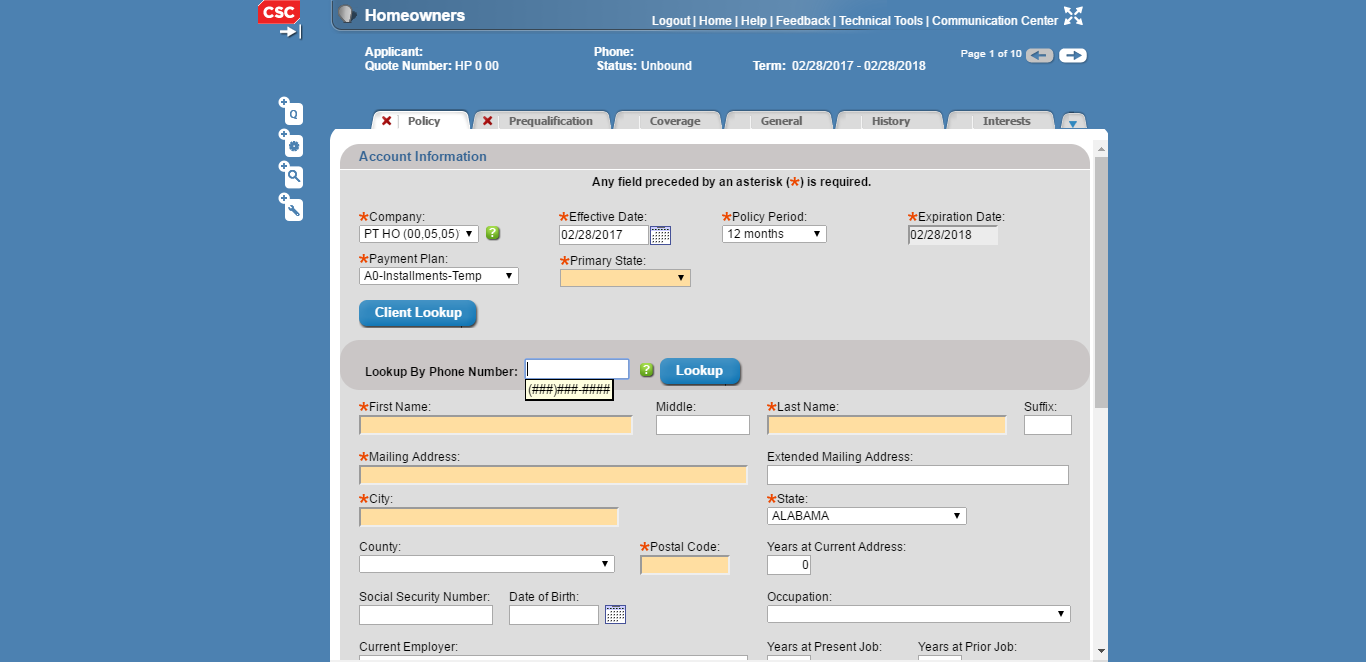 CSC
Homeowners
Logout | Home | Help | Feedback | Technical Tools | Communication Center
Applicant:
Phone:
Page 1 of 10
Quote Number: HP 0 00
Status: Unbound
Term: 02/28/2017 - 02/28/2018
Q
Policy
Prequalification
Coverage
General
History
Interests
Account Information
Any field preceded by an asterisk (*) is required.
*Company:
*Effective Date:
*Policy Period:
*Expiration Date:
PT HO (00,05,05)
?
02/28/2017
12 months
02/28/2018
*Payment Plan:
*Primary State:
A0-Installments-Temp
Client Lookup
Lookup By Phone Number:
?
Lookup
(###)###-####
*First Name:
Middle:
*Last Name:
Suffix:
*Mailing Address:
Extended Mailing Address:
*City:
*State:
ALABAMA
County:
*Postal Code:
Years at Current Address:
0
Social Security Number:
Date of Birth:
Occupation:
Current Employer:
Years at Present Job:
Years at Prior Job: